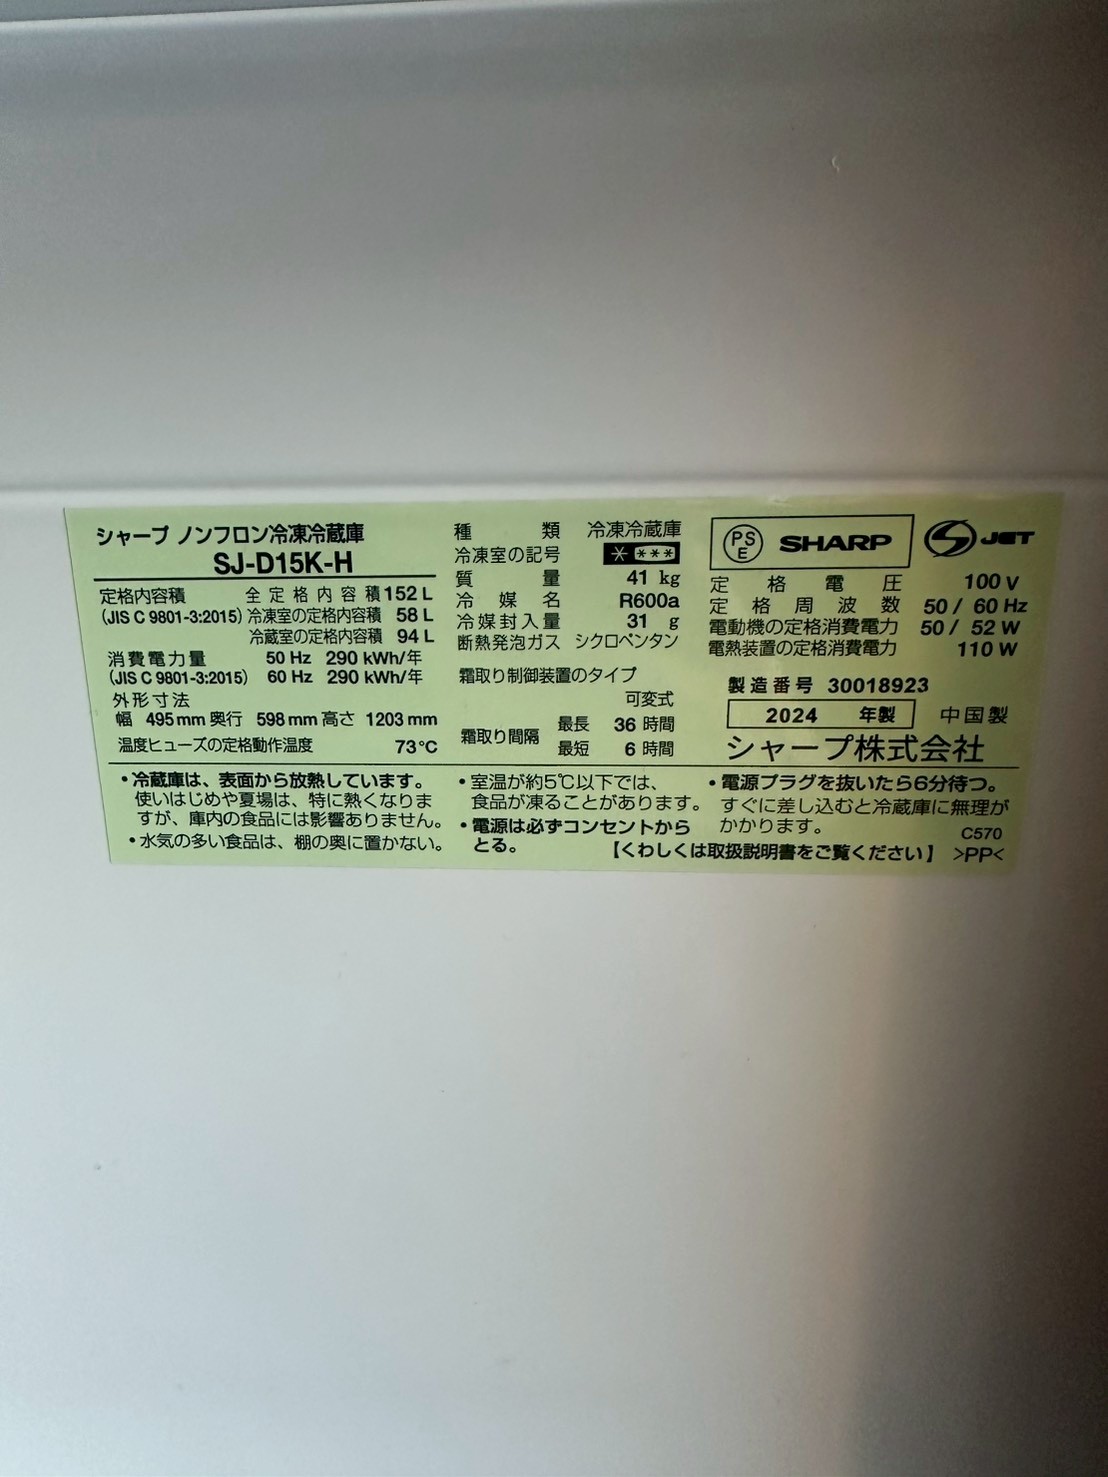 シャープ ノンフロン冷凍冷蔵庫
SJ-D15K-H
定格内容積 全定格内容積 152 L
(JIS C 9801-3:2015) 冷凍室の定格内容積 58 L
冷蔵室の定格内容積 94 L
消費電力量 50 Hz 290 kWh/年
(JIS C 9801-3:2015) 60 Hz 290 kWh/年
外形寸法
幅 495 mm 奥行 598 mm 高さ 1203 mm
温度ヒューズの定格動作温度 73℃
種類 冷凍冷蔵庫
冷凍室の記号 * ***
質量 41 kg
冷媒名 R600a
冷媒封入量 31 g
断熱発泡ガス シクロペンタン
霜取り制御装置のタイプ
可変式
霜取り間隔 最長 36 時間
最短 6 時間
PS
E
SHARP
JET
定格電圧 100 V
定格周波数 50 / 60 Hz
電動機の定格消費電力 50 / 52 W
電熱装置の定格消費電力 110 W
製造番号 30018923
2024 年製 中国製
シャープ株式会社
・冷蔵庫は、表面から放熱しています。
使いはじめや夏場は、特に熱くなりま
すが、庫内の食品には影響ありません。
・水気の多い食品は、棚の奥に置かない。
・室温が約5℃以下では、
食品が凍ることがあります。
・電源は必ずコンセントから
とる。
・電源プラグを抜いたら6分待つ。
すぐに差し込むと冷蔵庫に無理が
かかります。
C570
【くわしくは取扱説明書をご覧ください】 >PP<